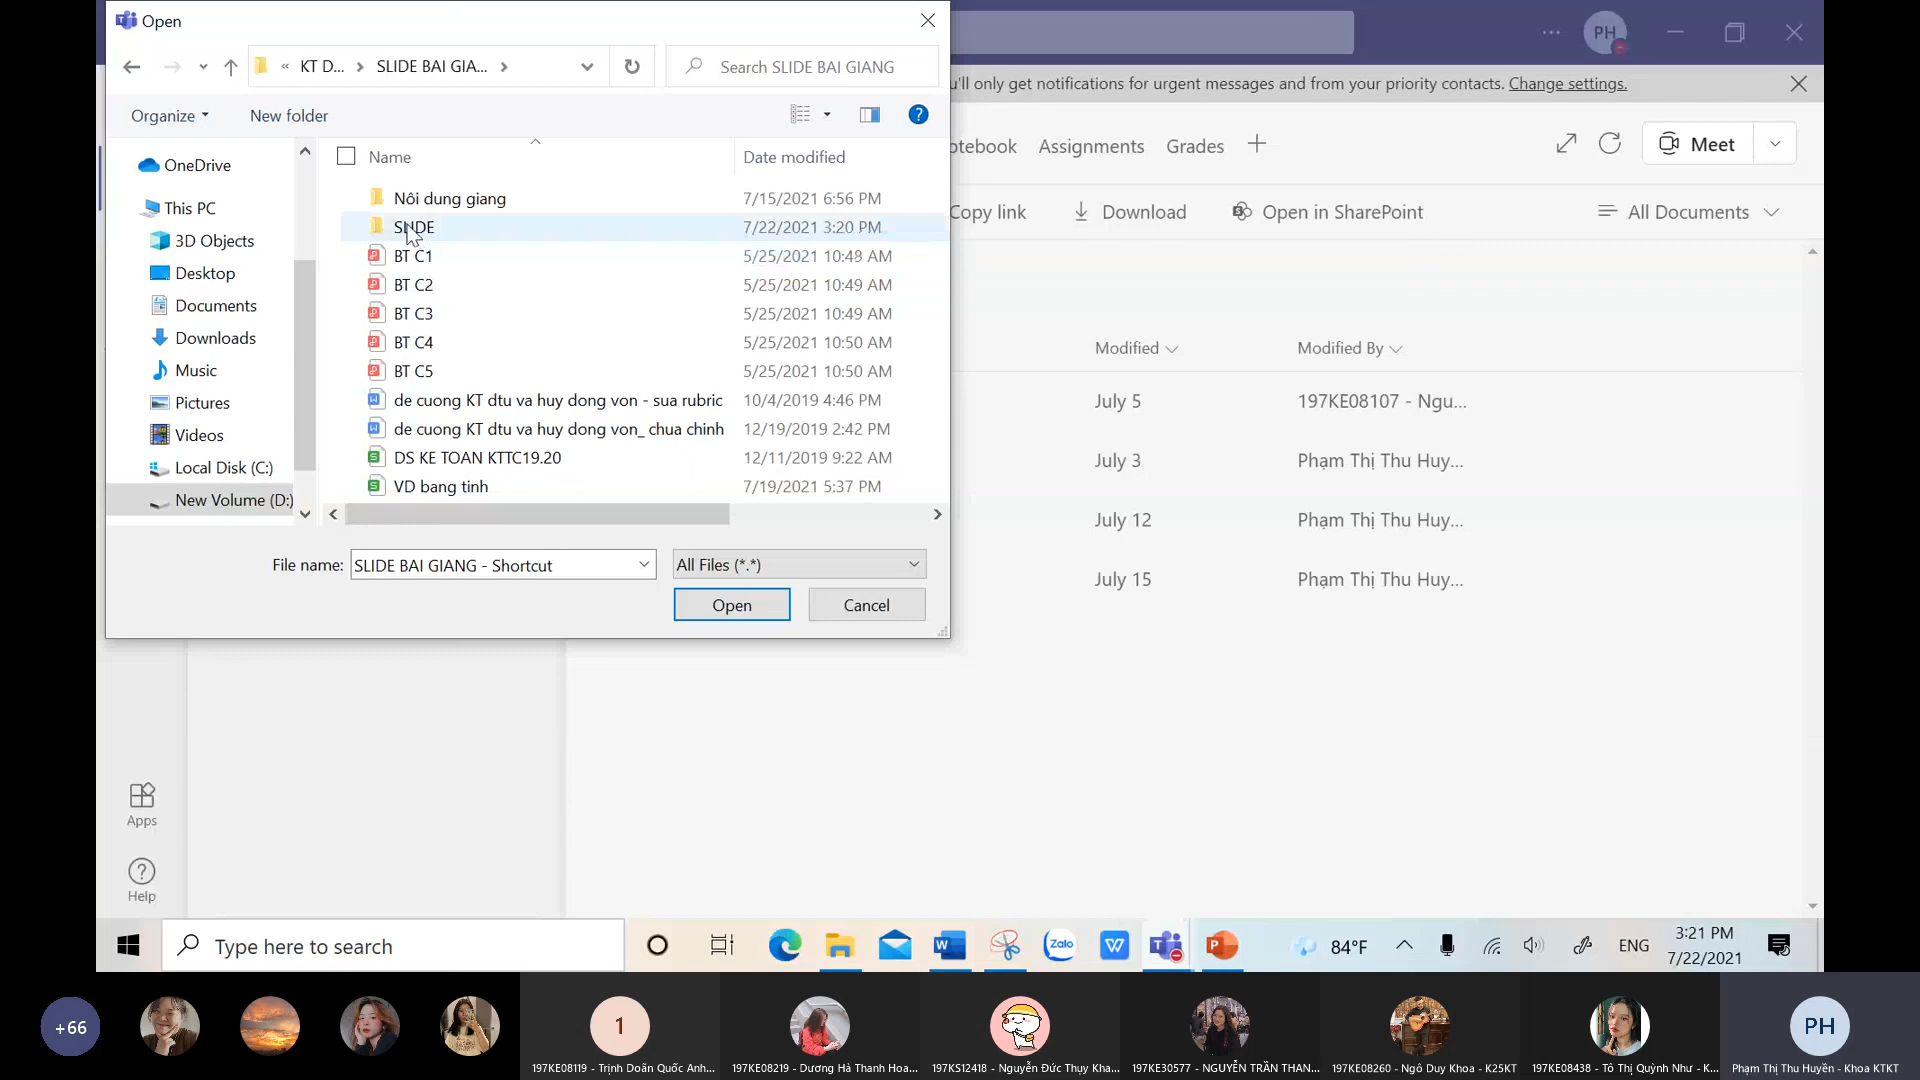 Open
KT D... SLIDE BAI GIA...
Search SLIDE BAI GIANG
Organize
New folder
Name
Date modified
OneDrive
This PC
3D Objects
Desktop
Documents
Downloads
Music
Pictures
Videos
Local Disk (C:)
New Volume (D:)
Nôi dung giang 7/15/2021 6:56 PM
SLIDE 7/22/2021 3:20 PM
BT C1 5/25/2021 10:48 AM
BT C2 5/25/2021 10:49 AM
BT C3 5/25/2021 10:49 AM
BT C4 5/25/2021 10:50 AM
BT C5 5/25/2021 10:50 AM
de cuong KT dtu va huy dong von - sua rubric 10/4/2019 4:46 PM
de cuong KT dtu va huy dong von_ chua chinh 12/19/2019 2:42 PM
DS KE TOAN KTTC19.20 12/11/2019 9:22 AM
VD bang tinh 7/19/2021 5:37 PM
File name: SLIDE BAI GIANG - Shortcut
All Files (*.*)
Open
Cancel
PH
'll only get notifications for urgent messages and from your priority contacts. Change settings.
otebook Assignments Grades
Meet
Copy link Download Open in SharePoint All Documents
Modified Modified By
July 5 197KE08107 - Ngu...
July 3 Phạm Thị Thu Huy...
July 12 Phạm Thị Thu Huy...
July 15 Phạm Thị Thu Huy...
Apps
Help
Type here to search
Zalo
84°F
ENG
3:21 PM
7/22/2021
+66
1
PH
197KE08119 - Trịnh Doãn Quốc Anh...
197KE08219 - Dương Hà Thanh Hoa...
197KS12418 - Nguyễn Đức Thụy Kha...
197KE30577 - NGUYỄN TRẦN THAN...
197KE08260 - Ngô Duy Khoa - K25KT
197KE08438 - Tô Thị Quỳnh Như - K...
Phạm Thị Thu Huyền - Khoa KTKT